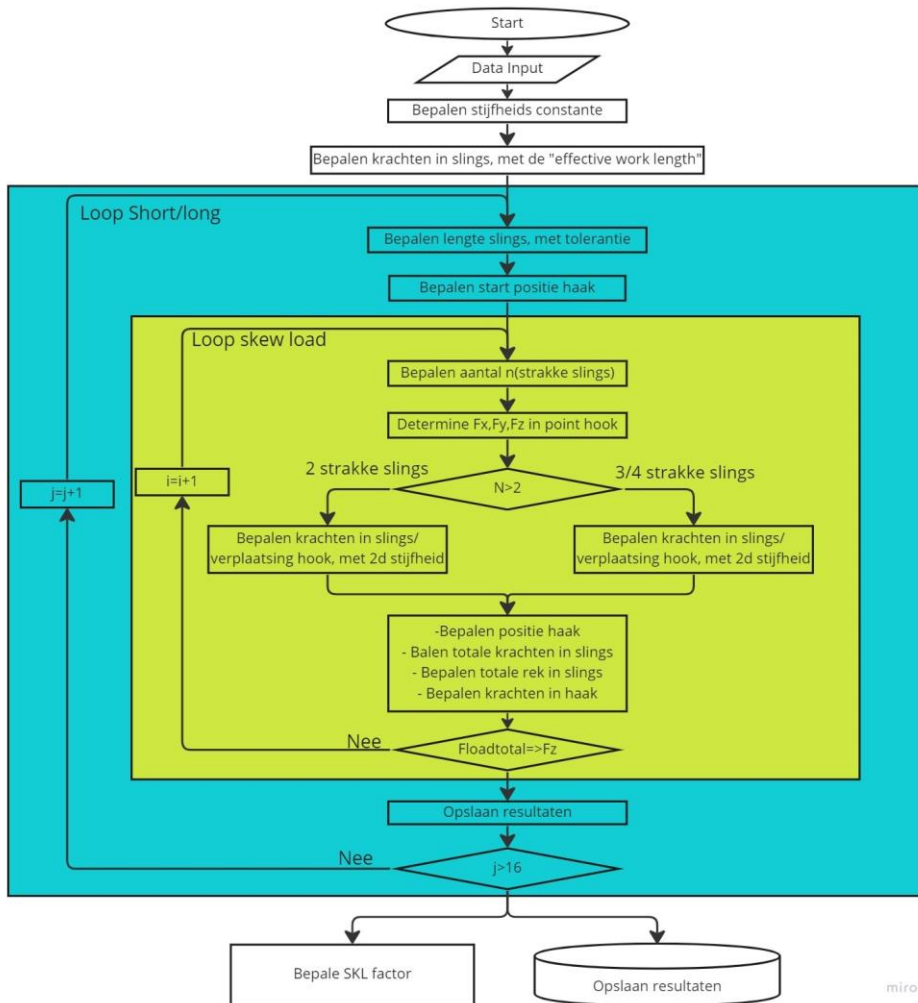 Start
Data Input
Bepalen stijfheids constante
Bepalen krachten in slings, met de "effective work length"
Loop Short/long
Bepalen lengte slings, met tolerantie
Bepalen start positie haak
Loop skew load
Bepalen aantal n(strakke slings)
Determine Fx,Fy,Fz in point hook
2 strakke slings
3/4 strakke slings
j=j+1
i=i+1
N>2
Bepalen krachten in slings/
verplaatsing hook, met 2d stijfheid
Bepalen krachten in slings/
verplaatsing hook, met 2d stijfheid
-Bepalen positie haak
- Balen totale krachten in slings
- Bepalen totale rek in slings
- Bepalen krachten in haak
Nee
Floadtotal=>Fz
Opslaan resultaten
Nee
j>16
Bepale SKL factor
Opslaan resultaten
miro